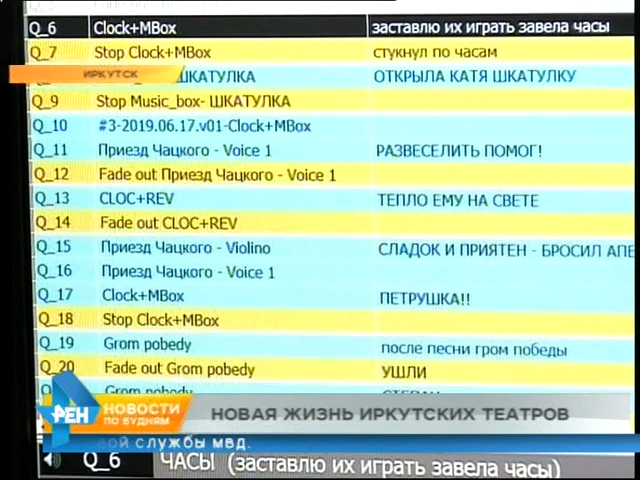 Q_6 Clock+MBox заставлю их играть завела часы
Q_7 Stop Clock+MBox стукнул по часам
ИРКУТСК ШКАТУЛКА ОТКРЫЛА КАТЯ ШКАТУЛКУ
Q_9 Stop Music_box- ШКАТУЛКА
Q_10 #3-2019.06.17.v01-Clock+MBox
Q_11 Приезд Чацкого - Voice 1 РАЗВЕСЕЛИТЬ ПОМОГ!
Q_12 Fade out Приезд Чацкого - Voice 1
Q_13 CLOC+REV ТЕПЛО ЕМУ НА СВЕТЕ
Q_14 Fade out CLOC+REV
Q_15 Приезд Чацкого - Violino СЛАДОК И ПРИЯТЕН - БРОСИЛ АПЕ
Q_16 Приезд Чацкого - Voice 1
Q_17 Clock+MBox ПЕТРУШКА!!
Q_18 Stop Clock+MBox
Q_19 Grom pobedy после песни гром победы
Q_20 Fade out Grom pobedy УШЛИ
Grom pobedy
РЕН НОВОСТИ ПО БУДНЯМ НОВАЯ ЖИЗНЬ ИРКУТСКИХ ТЕАТРОВ
вой службы мвд.
Q_6 ЧАСЫ (заставлю их играть завела часы)